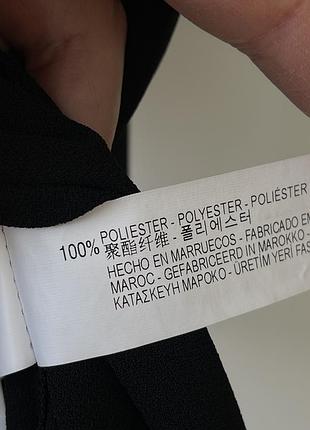 100% POLIESTER - POLYESTER - POLIÉSTER
聚酯纤维 - 폴리에스터
HECHO EN MARRUECOS - FABRICADO EM
MAROC - GEFABRICEERD IN MAROKKO -
ΚΑΤΑΣΚΕΥΗ ΜΑΡΟΚΟ - ÜRETİM YERİ FAS